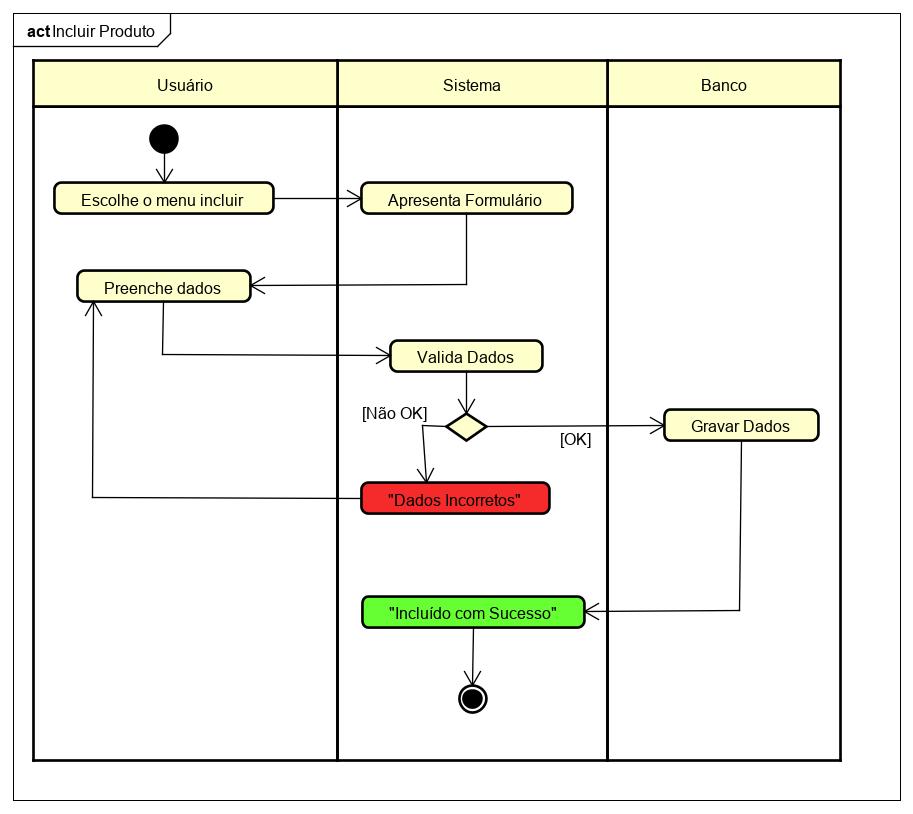 act Incluir Produto
Usuário
Sistema
Banco
Escolhe o menu incluir
Apresenta Formulário
Preenche dados
Valida Dados
[Não OK]
[OK]
Gravar Dados
"Dados Incorretos"
"Incluído com Sucesso"